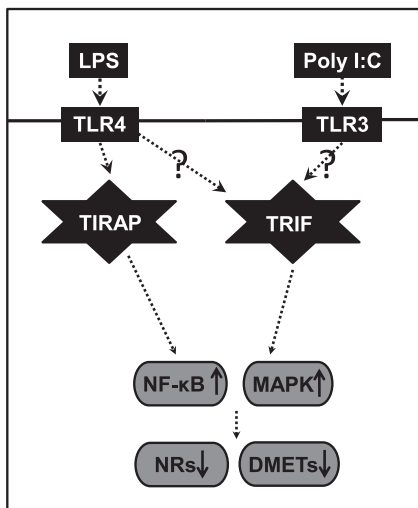 LPS Poly I:C
TLR4 TLR3
? ?
TIRAP TRIF
NF-κB ↑ MAPK↑
NRs↓ DMETs↓